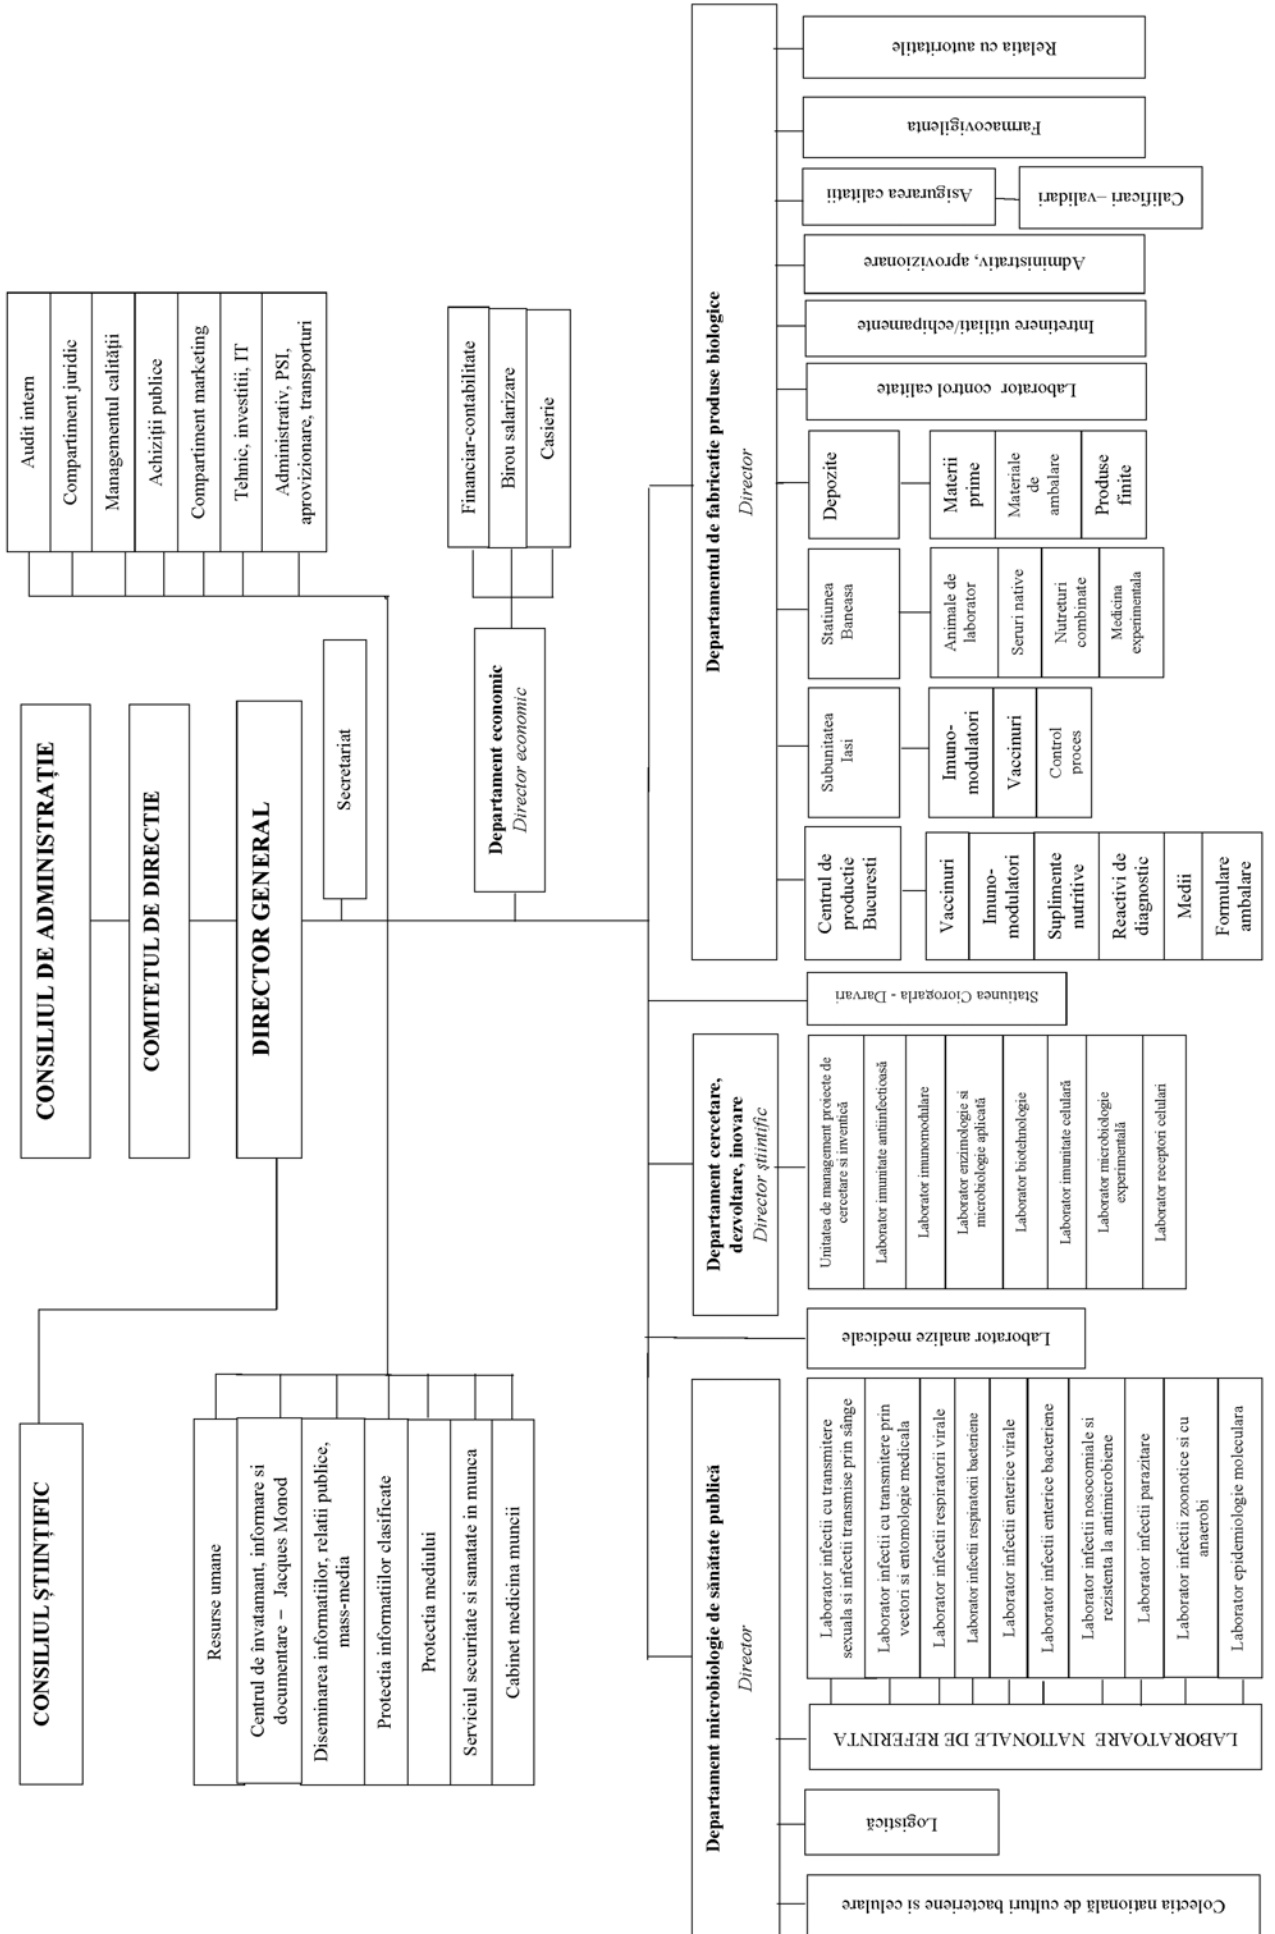 CONSILIUL DE ADMINISTRAȚIE
COMITETUL DE DIRECTIE
DIRECTOR GENERAL
CONSILIUL ȘTIINȚIFIC
Secretariat
Audit intern
Compartiment juridic
Managementul calității
Achiziții publice
Compartiment marketing
Tehnic, investitii, IT
Administrativ, PSI,
aprovizionare, transporturi
Resurse umane
Centrul de invatamant, informare si
documentare – Jacques Monod
Diseminarea informatiilor, relatii publice,
mass-media
Protectia informatiilor clasificate
Protectia mediului
Serviciul securitate si sanatate in munca
Cabinet medicina muncii
Departament economic
Director economic
Financiar-contabilitate
Birou salarizare
Casierie
Departament microbiologie de sănătate publică
Director
Colectia natională de culturi bacteriene si celulare
Logistică
LABORATOARE NATIONALE DE REFERINTA
Laborator infectii cu transmitere
sexuala si infectii transmise prin sânge
Laborator infectii cu transmitere prin
vectori si entomologie medicala
Laborator infectii respiratorii virale
Laborator infectii respiratorii bacteriene
Laborator infectii enterice virale
Laborator infectii enterice bacteriene
Laborator infectii nosocomiale si
rezistenta la antimicrobiene
Laborator infectii parazitare
Laborator infectii zoonotice si cu
anaerobi
Laborator epidemiologie moleculara
Laborator analize medicale
Departament cercetare,
dezvoltare, inovare
Director științific
Unitatea de management proiecte de
cercetare si inventică
Laborator imunitate antiinfectioasă
Laborator imunomodulare
Laborator enzimologie si
microbiologie aplicată
Laborator biotehnologie
Laborator imunitate celulară
Laborator microbiologie
experimentală
Laborator receptori celulari
Statiunea Ciorogarla - Darvari
Departamentul de fabricatie produse biologice
Director
Centrul de
productie
Bucuresti
Vaccinuri
Imuno-
modulatori
Suplimente
nutritive
Reactivi de
diagnostic
Medii
Formulare
ambalare
Subunitatea
Iasi
Imuno-
modulatori
Vaccinuri
Control
proces
Statiunea
Baneasa
Animale de
laborator
Seruri native
Nutreturi
combinate
Medicina
experimentala
Depozite
Materii
prime
Materiale
de
ambalare
Produse
finite
Laborator control calitate
Intretinere utiliati/echipamente
Administrativ, aprovizionare
Asigurarea calitatii
Calificari –validari
Farmacovigilenta
Relatia cu autoritatile